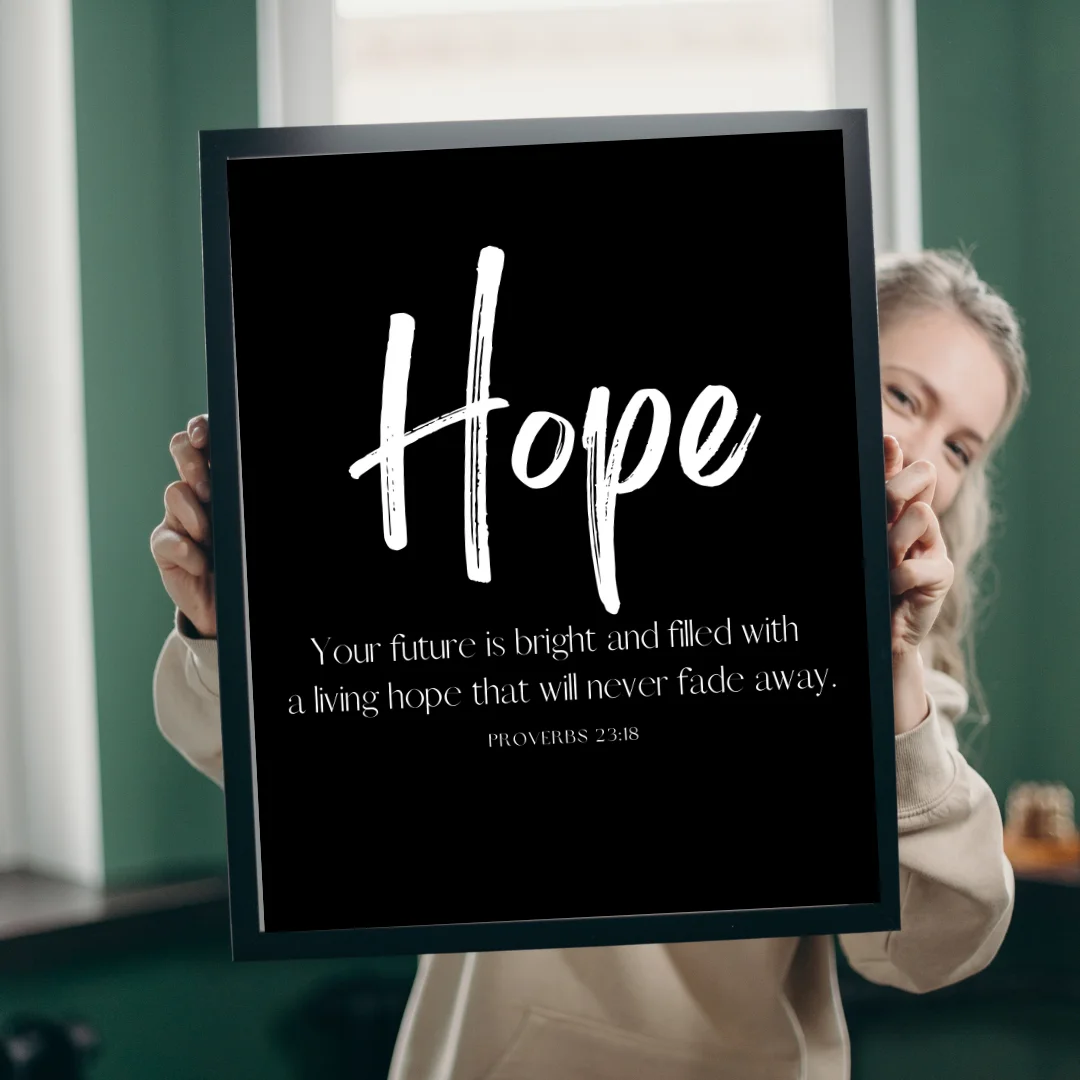 Hope
Your future is bright and filled with
a living hope that will never fade away.
PROVERBS 23:18